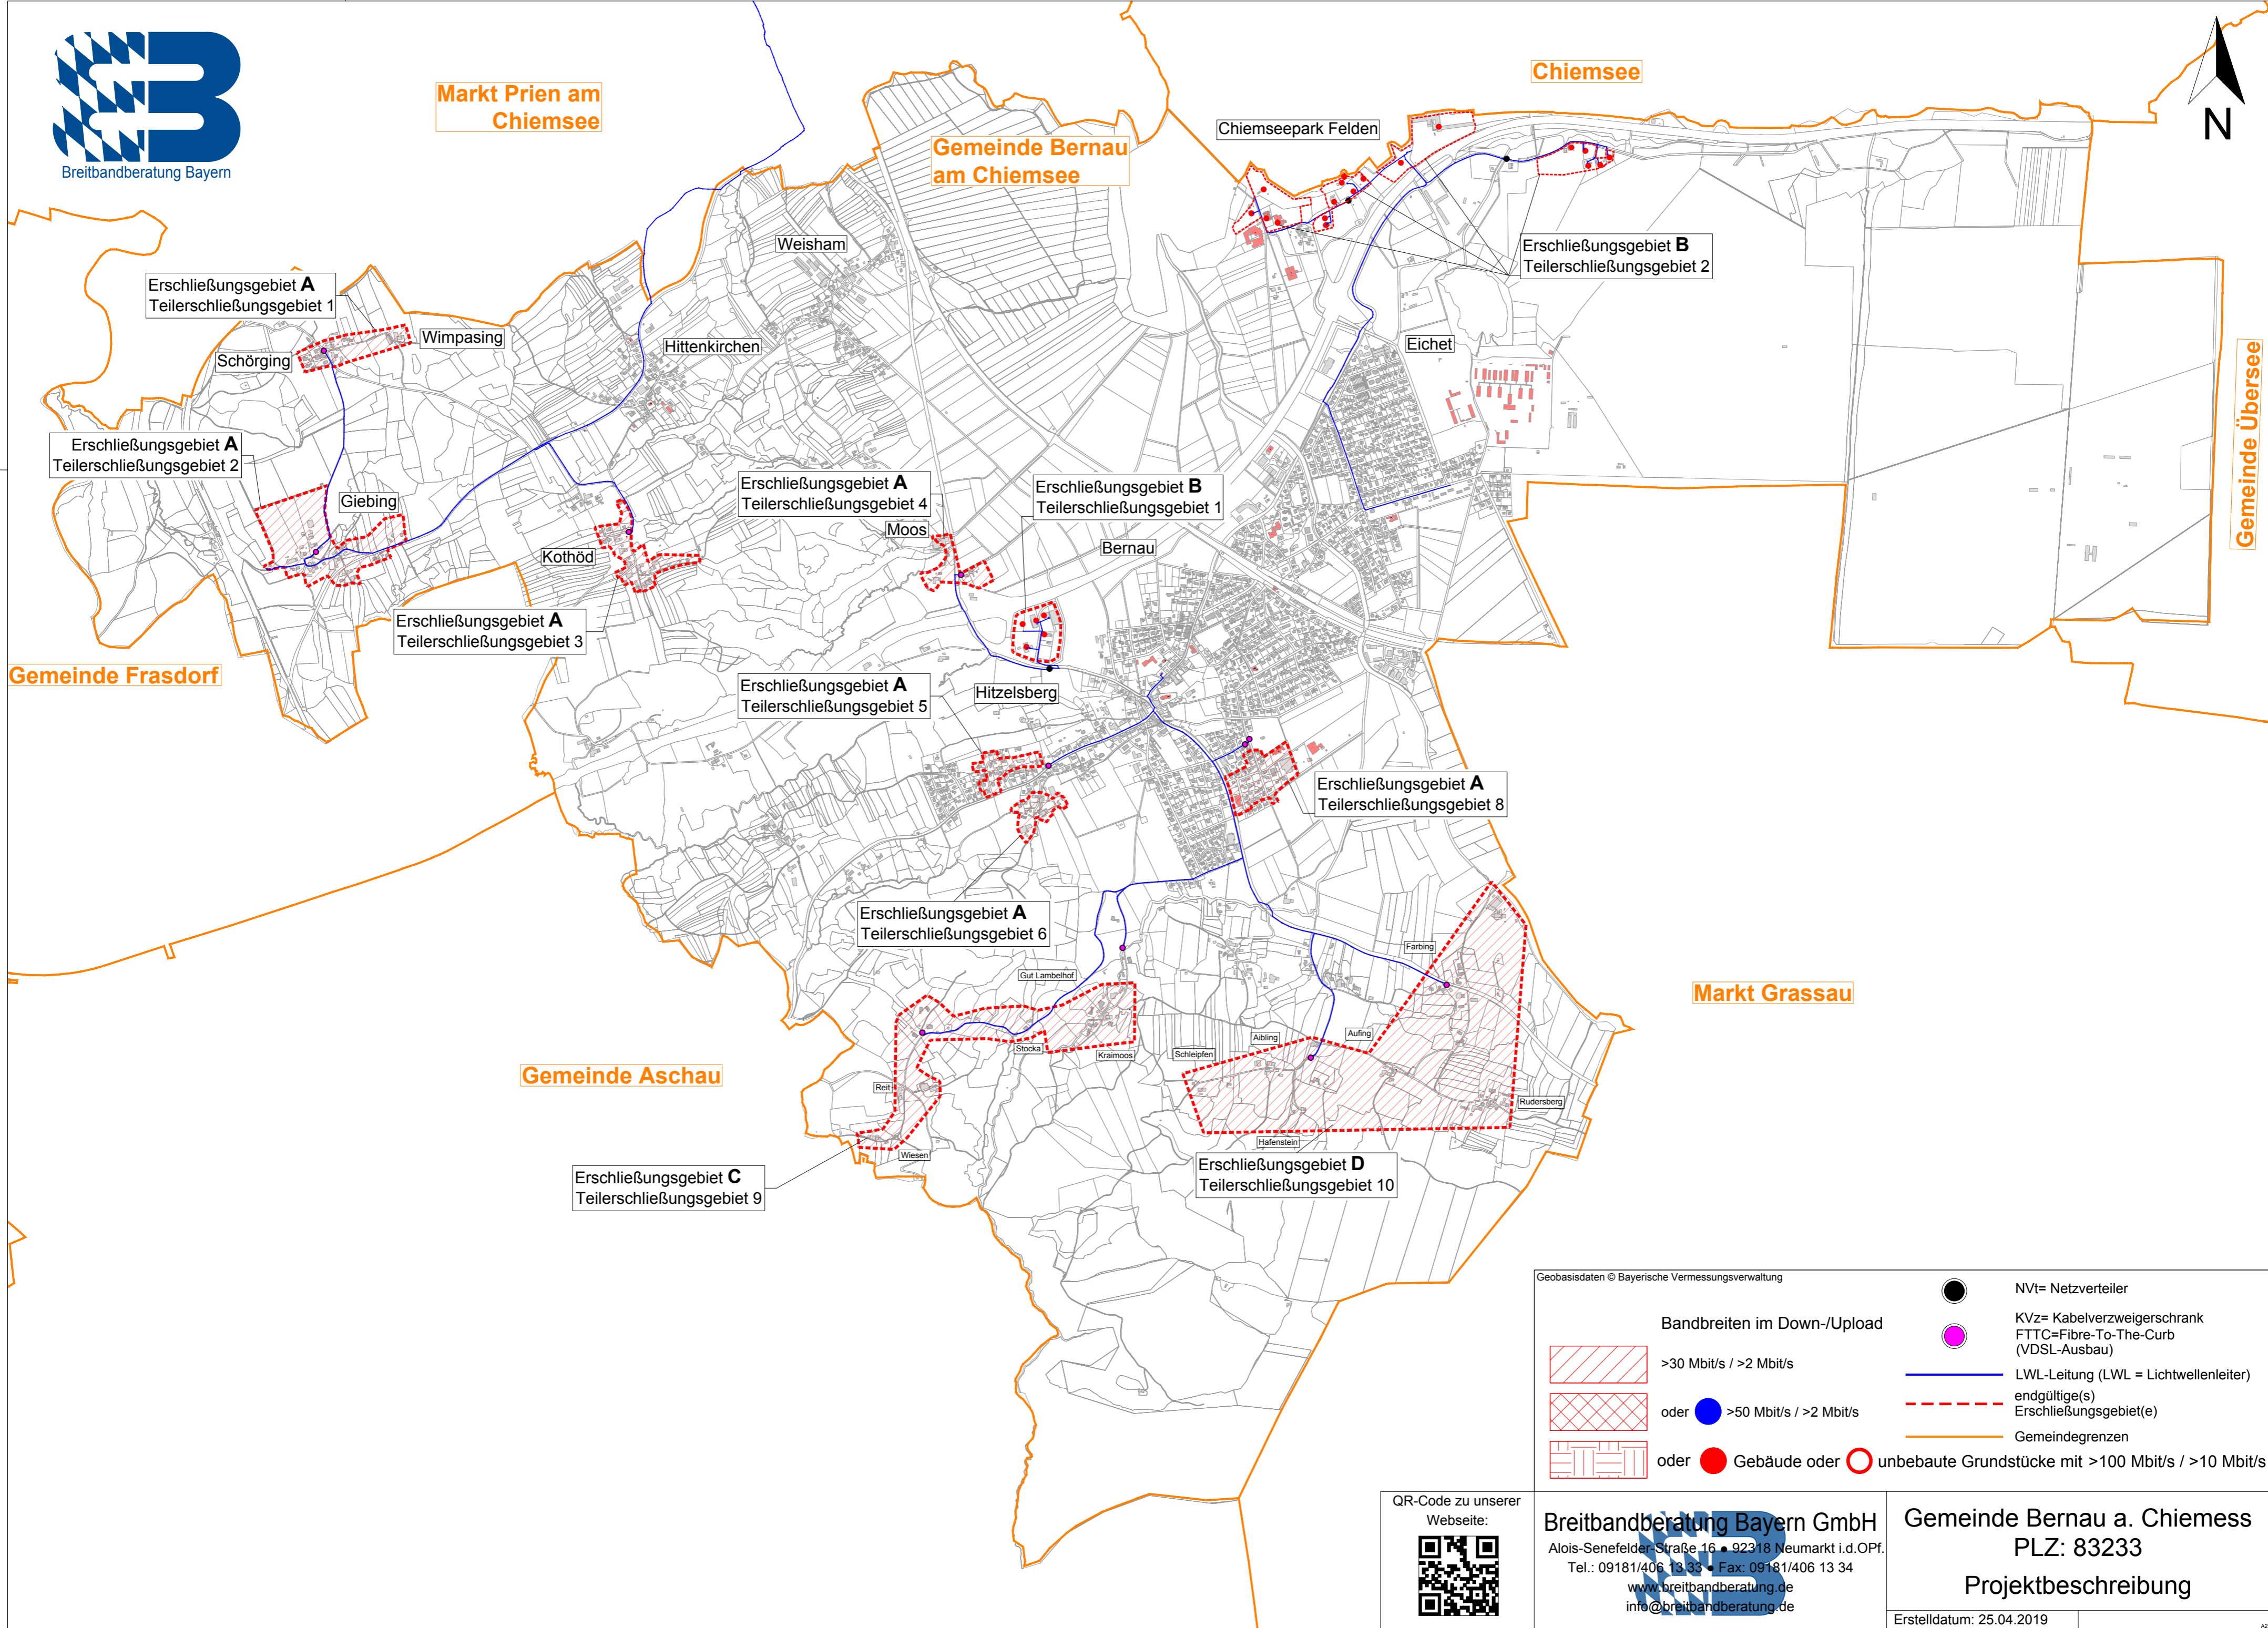 Breitbandberatung Bayern
Markt Prien am
Chiemsee
Gemeinde Bernau
am Chiemsee
Chiemsee
N
Chiemseepark Felden
Weisham
Erschließungsgebiet B
Teilerschließungsgebiet 2
Erschließungsgebiet A
Teilerschließungsgebiet 1
Wimpasing
Schörging
Hittenkirchen
Eichet
Gemeinde Übersee
Erschließungsgebiet A
Teilerschließungsgebiet 2
Giebing
Erschließungsgebiet A
Teilerschließungsgebiet 4
Erschließungsgebiet B
Teilerschließungsgebiet 1
Moos
Bernau
Kothöd
Erschließungsgebiet A
Teilerschließungsgebiet 3
Gemeinde Frasdorf
Erschließungsgebiet A
Teilerschließungsgebiet 5
Hitzelsberg
Erschließungsgebiet A
Teilerschließungsgebiet 8
Erschließungsgebiet A
Teilerschließungsgebiet 6
Farbing
Gut Lambelhof
Markt Grassau
Aufing
Aibling
Stocka
Kraimoos
Schleipfen
Gemeinde Aschau
Reit
Rudersberg
Hafenstein
Wiesen
Erschließungsgebiet C
Teilerschließungsgebiet 9
Erschließungsgebiet D
Teilerschließungsgebiet 10
Geobasisdaten © Bayerische Vermessungsverwaltung
Bandbreiten im Down-/Upload
>30 Mbit/s / >2 Mbit/s
oder >50 Mbit/s / >2 Mbit/s
NVt= Netzverteiler
KVz= Kabelverzweigerschrank
FTTC=Fibre-To-The-Curb
(VDSL-Ausbau)
LWL-Leitung (LWL = Lichtwellenleiter)
endgültige(s)
Erschließungsgebiet(e)
Gemeindegrenzen
oder Gebäude oder unbebaute Grundstücke mit >100 Mbit/s / >10 Mbit/s
QR-Code zu unserer
Webseite:
Breitbandberatung Bayern GmbH
Alois-Senefelder-Straße 16 • 92318 Neumarkt i.d.OPf.
Tel.: 09181/406 13 33 • Fax: 09181/406 13 34
www.breitbandberatung.de
info@breitbandberatung.de
Gemeinde Bernau a. Chiemess
PLZ: 83233
Projektbeschreibung
Erstelldatum: 25.04.2019
A2